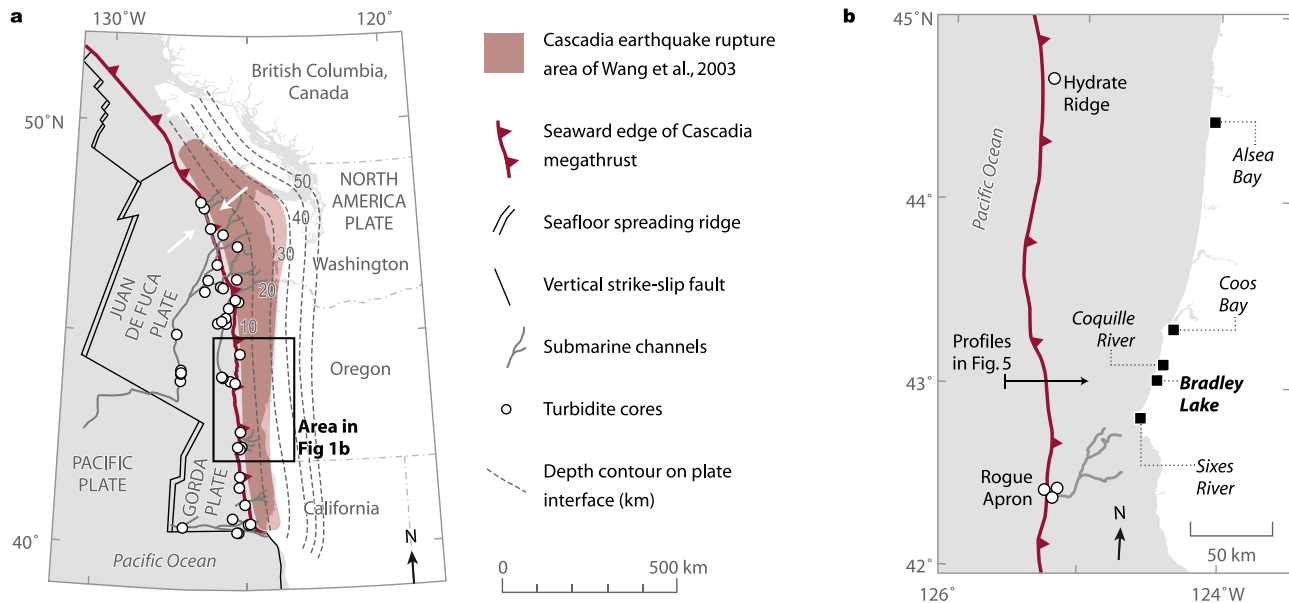 a
130˚W
120˚
British Columbia,
Canada
50˚N
50
40
30
20
10
NORTH
AMERICA
PLATE
Washington
JUAN
DE FUCA
PLATE
Oregon
Area in
Fig 1b
PACIFIC
PLATE
GORDA
PLATE
California
40˚
Pacific Ocean
N
Cascadia earthquake rupture
area of Wang et al., 2003
Seaward edge of Cascadia
megathrust
Seafloor spreading ridge
Vertical strike-slip fault
Submarine channels
Turbidite cores
Depth contour on plate
interface (km)
0
500 km
b
45˚N
Hydrate
Ridge
Pacific Ocean
Alsea
Bay
44˚
Coos
Bay
Coquille
River
Profiles
in Fig. 5
43˚
Bradley
Lake
Rogue
Apron
Sixes
River
N
50 km
42˚
126˚
124˚W